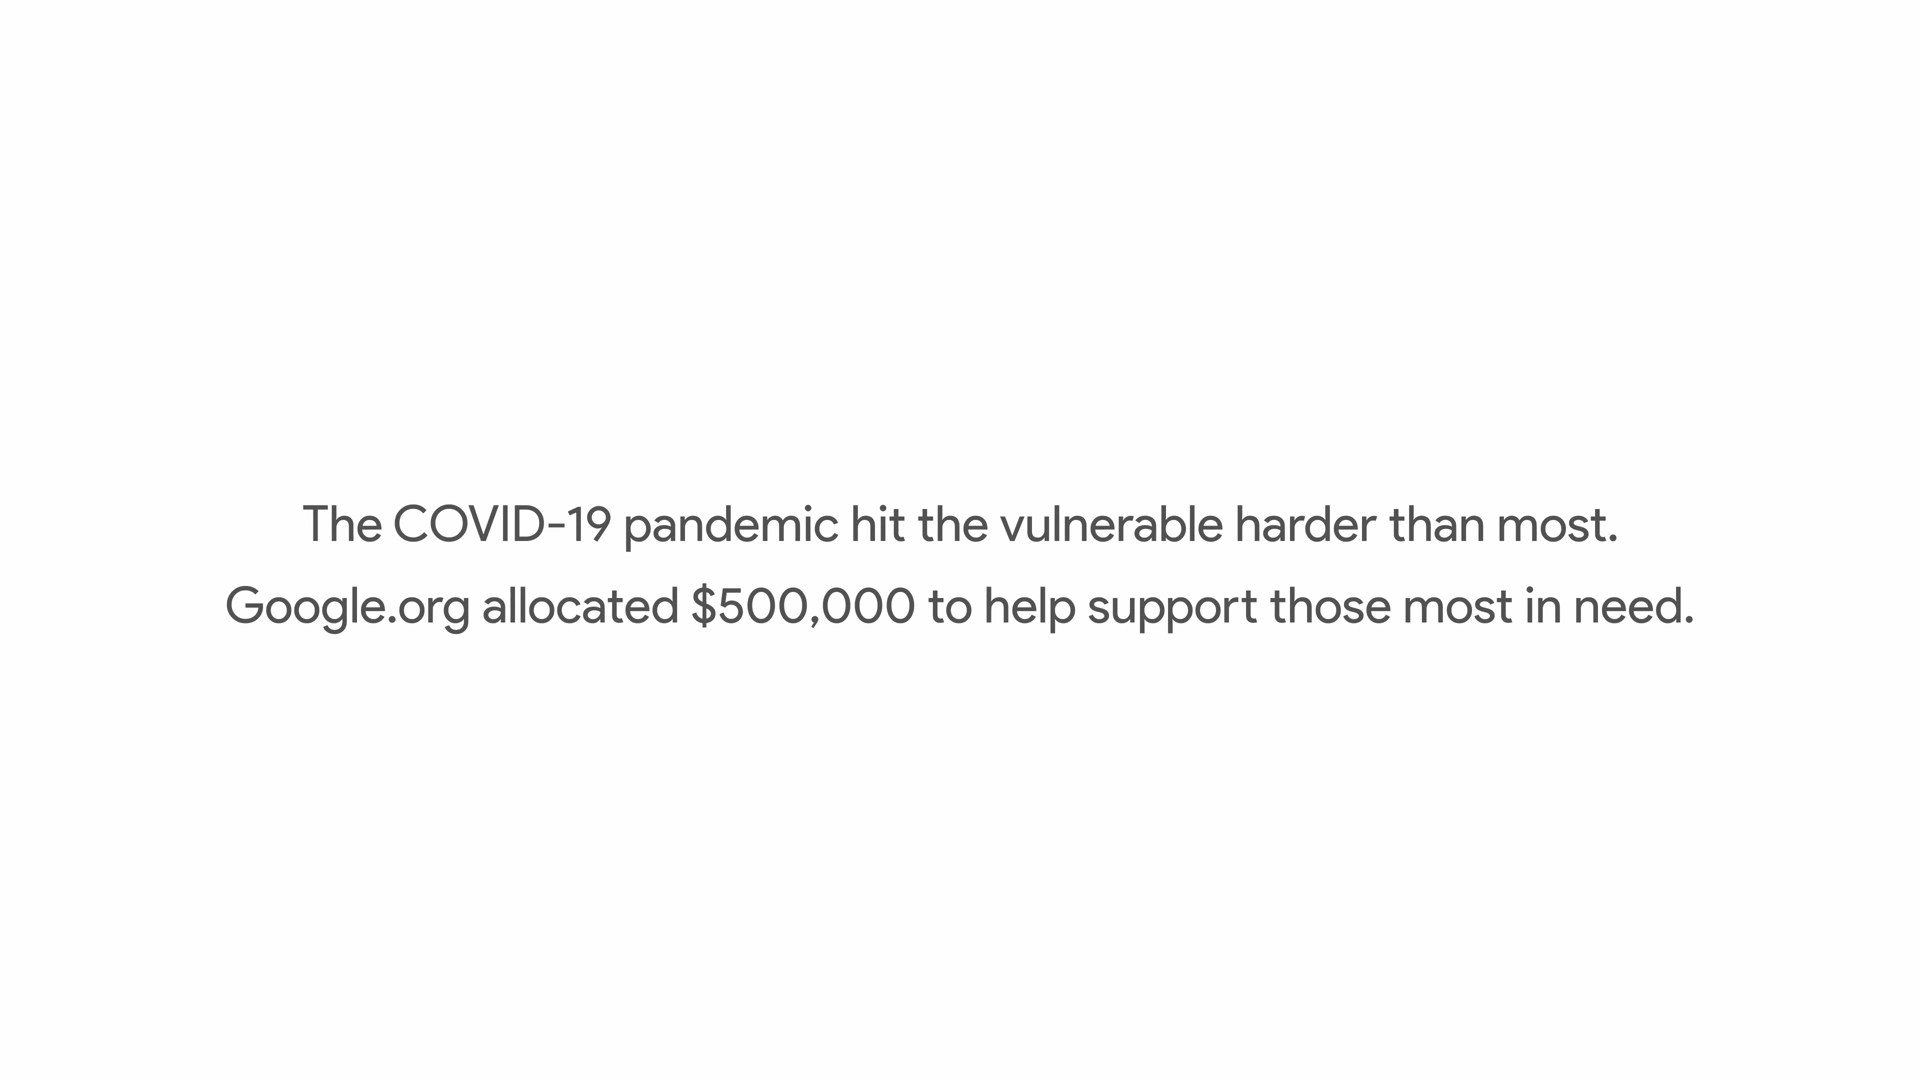 The COVID-19 pandemic hit the vulnerable harder than most.
Google.org allocated $500,000 to help support those most in need.